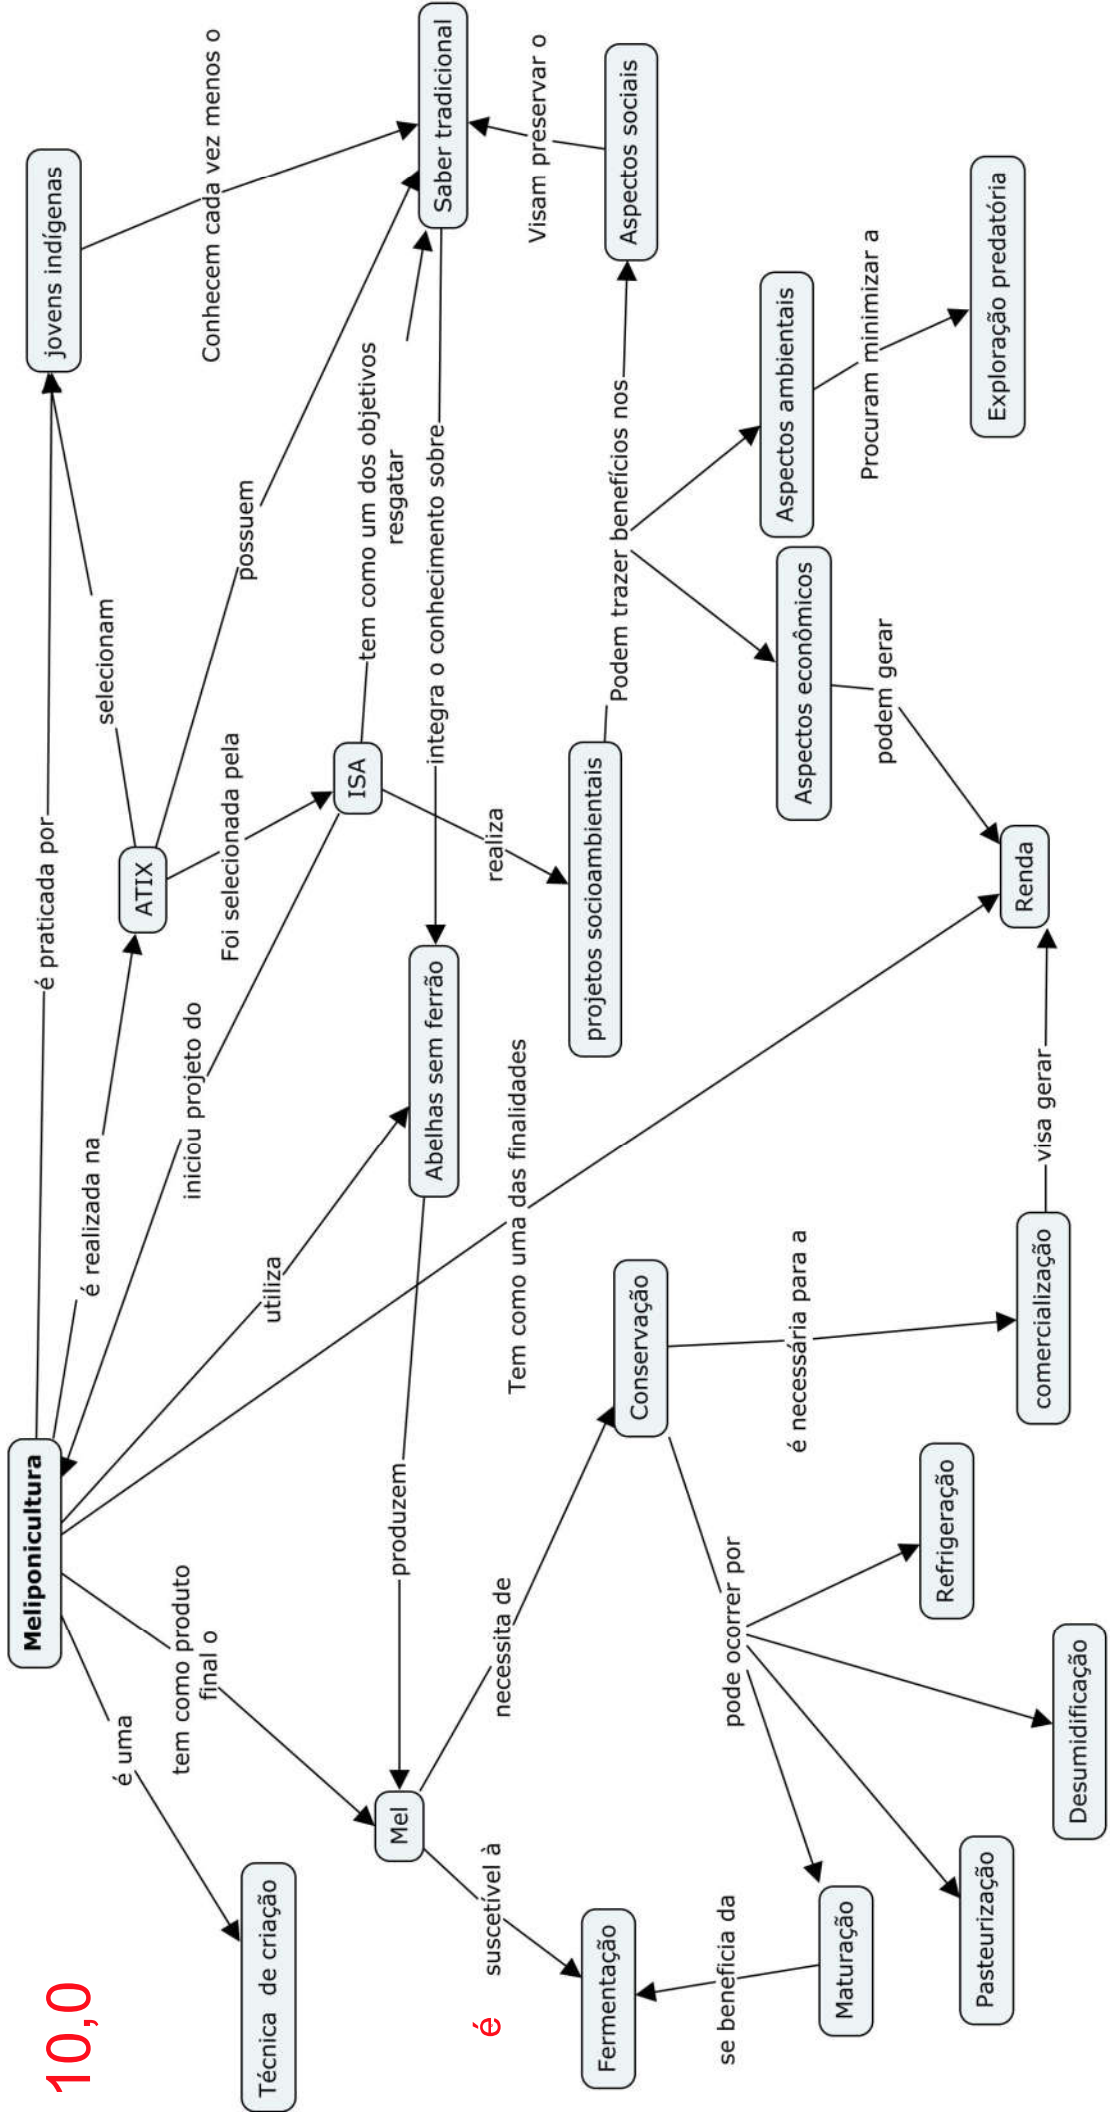 10,0
Meliponicultura
é praticada por
jovens indígenas
é realizada na
ATIX
selecionam
é uma
tem como produto
final o
iniciou projeto do
Foi selecionada pela
possuem
Conhecem cada vez menos o
Técnica  de criação
utiliza
ISA
tem como um dos objetivos
resgatar
Saber tradicional
Mel
produzem
Abelhas sem ferrão
integra o conhecimento sobre
é
suscetível à
necessita de
Tem como uma das finalidades
realiza
Visam preservar o
Fermentação
Conservação
projetos socioambientais
Podem trazer benefícios nos
Aspectos sociais
se beneficia da
pode ocorrer por
é necessária para a
Aspectos econômicos
Aspectos ambientais
Maturação
podem gerar
Procuram minimizar a
Pasteurização
Refrigeração
Exploração predatória
Desumidificação
comercialização
visa gerar
Renda